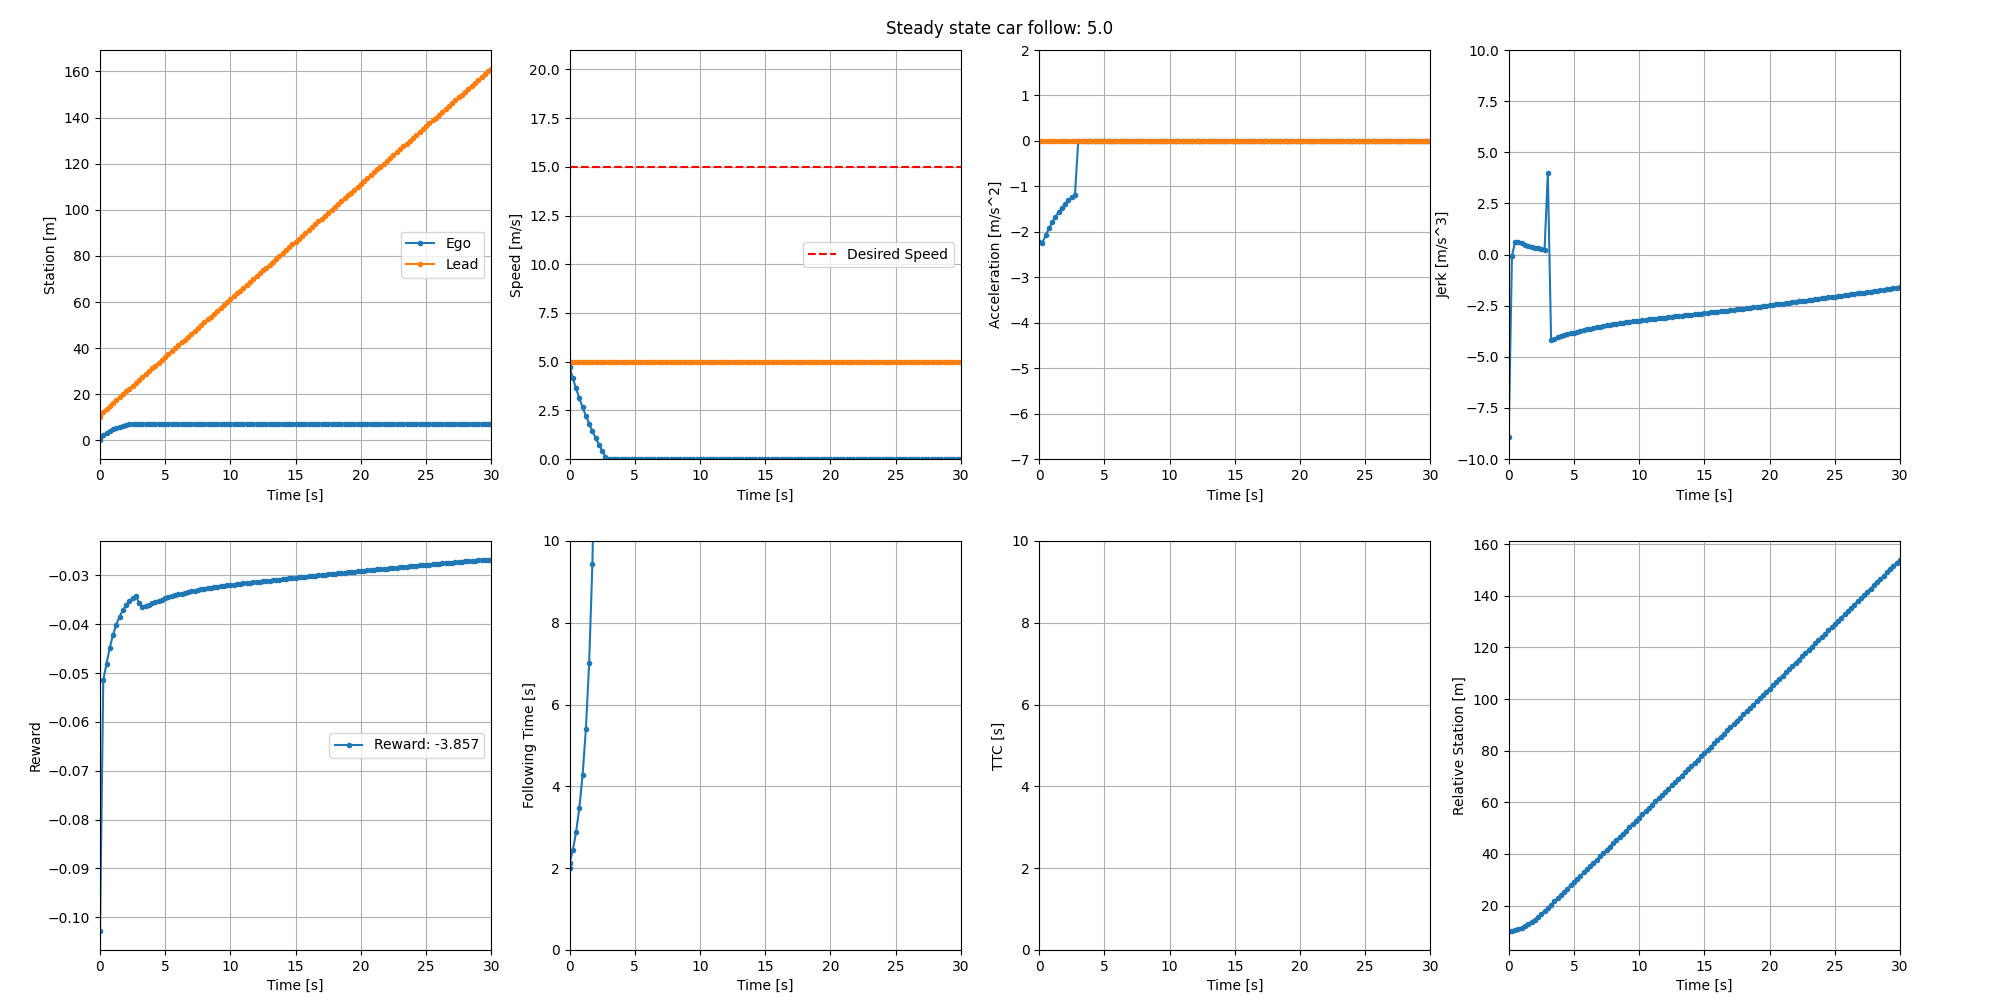 Steady state car follow: 5.0
Station [m]
160
140
120
100
80
60
40
20
0
Ego
Lead
0 5 10 15 20 25 30
Time [s]
Speed [m/s]
20.0
17.5
15.0
12.5
10.0
7.5
5.0
2.5
0.0
Desired Speed
0 5 10 15 20 25 30
Time [s]
Acceleration [m/s^2]
2
1
0
−1
−2
−3
−4
−5
−6
−7
0 5 10 15 20 25 30
Time [s]
Jerk [m/s^3]
10.0
7.5
5.0
2.5
0.0
−2.5
−5.0
−7.5
−10.0
0 5 10 15 20 25 30
Time [s]
Reward
−0.03
−0.04
−0.05
−0.06
−0.07
−0.08
−0.09
−0.10
Reward: -3.857
0 5 10 15 20 25 30
Time [s]
Following Time [s]
10
8
6
4
2
0
0 5 10 15 20 25 30
Time [s]
TTC [s]
10
8
6
4
2
0
0 5 10 15 20 25 30
Time [s]
Relative Station [m]
160
140
120
100
80
60
40
20
0 5 10 15 20 25 30
Time [s]